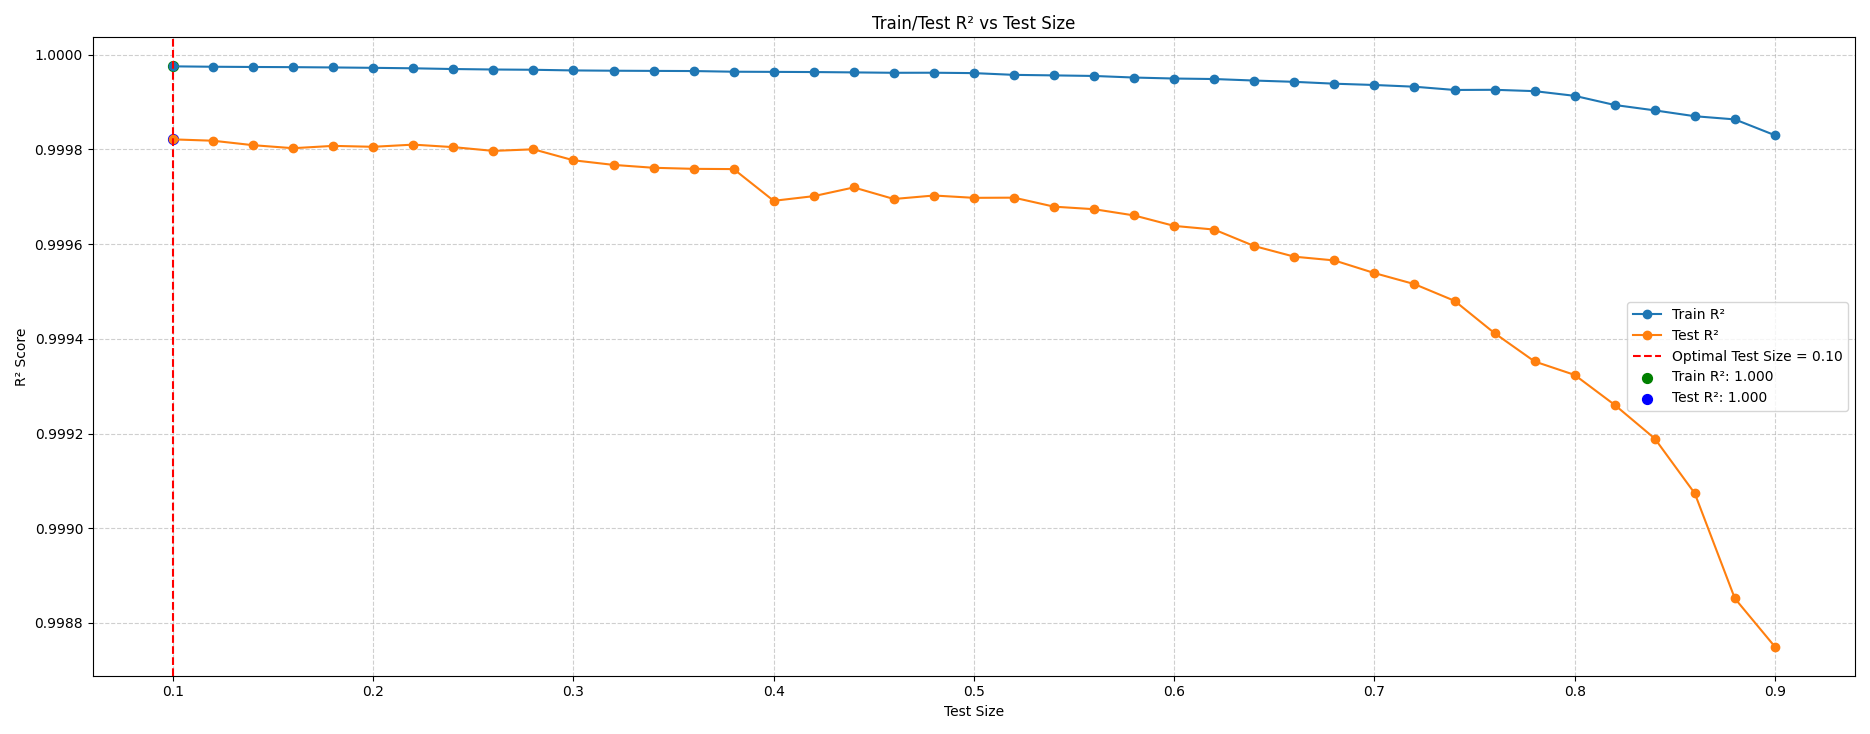 Train/Test R² vs Test Size
1.0000
0.9998
0.9996
0.9994
0.9992
0.9990
0.9988
R² Score
Train R²
Test R²
Optimal Test Size = 0.10
Train R²: 1.000
Test R²: 1.000
0.1 0.2 0.3 0.4 0.5 0.6 0.7 0.8 0.9
Test Size